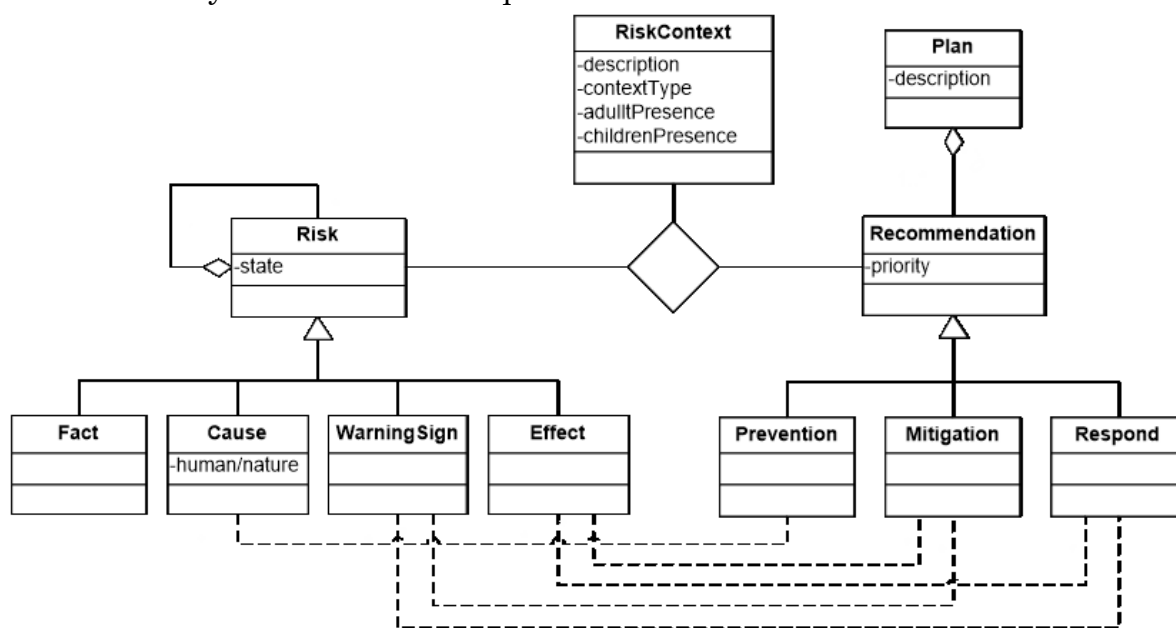 RiskContext
-description
-contextType
-adulltPresence
-childrenPresence
Plan
-description
Risk
-state
Recommendation
-priority
Fact
Cause
-human/nature
WarningSign
Effect
Prevention
Mitigation
Respond